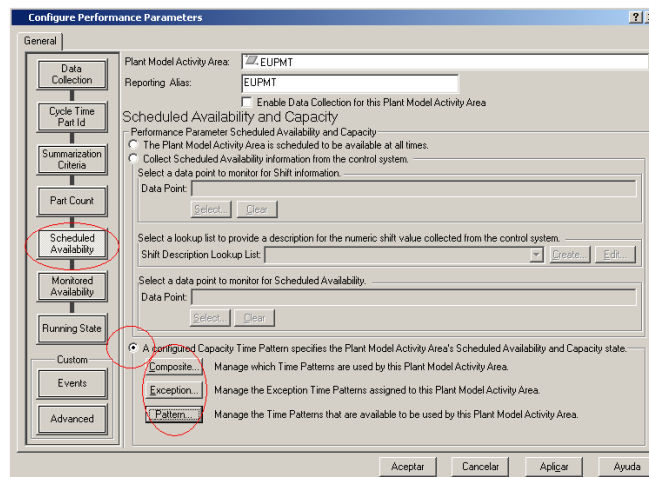 Configure Performance Parameters
General
Plant Model Activity Area: EUPMT
Reporting Alias: EUPMT
Enable Data Collection for this Plant Model Activity Area
Data Collection
Cycle Time Part Id
Summarization Criteria
Part Count
Scheduled Availability
Monitored Availability
Running State
Custom
Events
Advanced
Scheduled Availability and Capacity
Performance Parameter Scheduled Availability and Capacity
The Plant Model Activity Area is scheduled to be available at all times.
Collect Scheduled Availability information from the control system.
Select a data point to monitor for Shift information.
Data Point:
Select... Clear
Select a lookup list to provide a description for the numeric shift value collected from the control system.
Shift Description Lookup List: Create... Edit...
Select a data point to monitor for Scheduled Availability.
Data Point:
Select... Clear
A configured Capacity Time Pattern specifies the Plant Model Activity Area's Scheduled Availability and Capacity state.
Composite... Manage which Time Patterns are used by this Plant Model Activity Area.
Exception... Manage the Exception Time Patterns assigned to this Plant Model Activity Area.
Pattern... Manage the Time Patterns that are available to be used by this Plant Model Activity Area.
Aceptar Cancelar Aplicar Ayuda